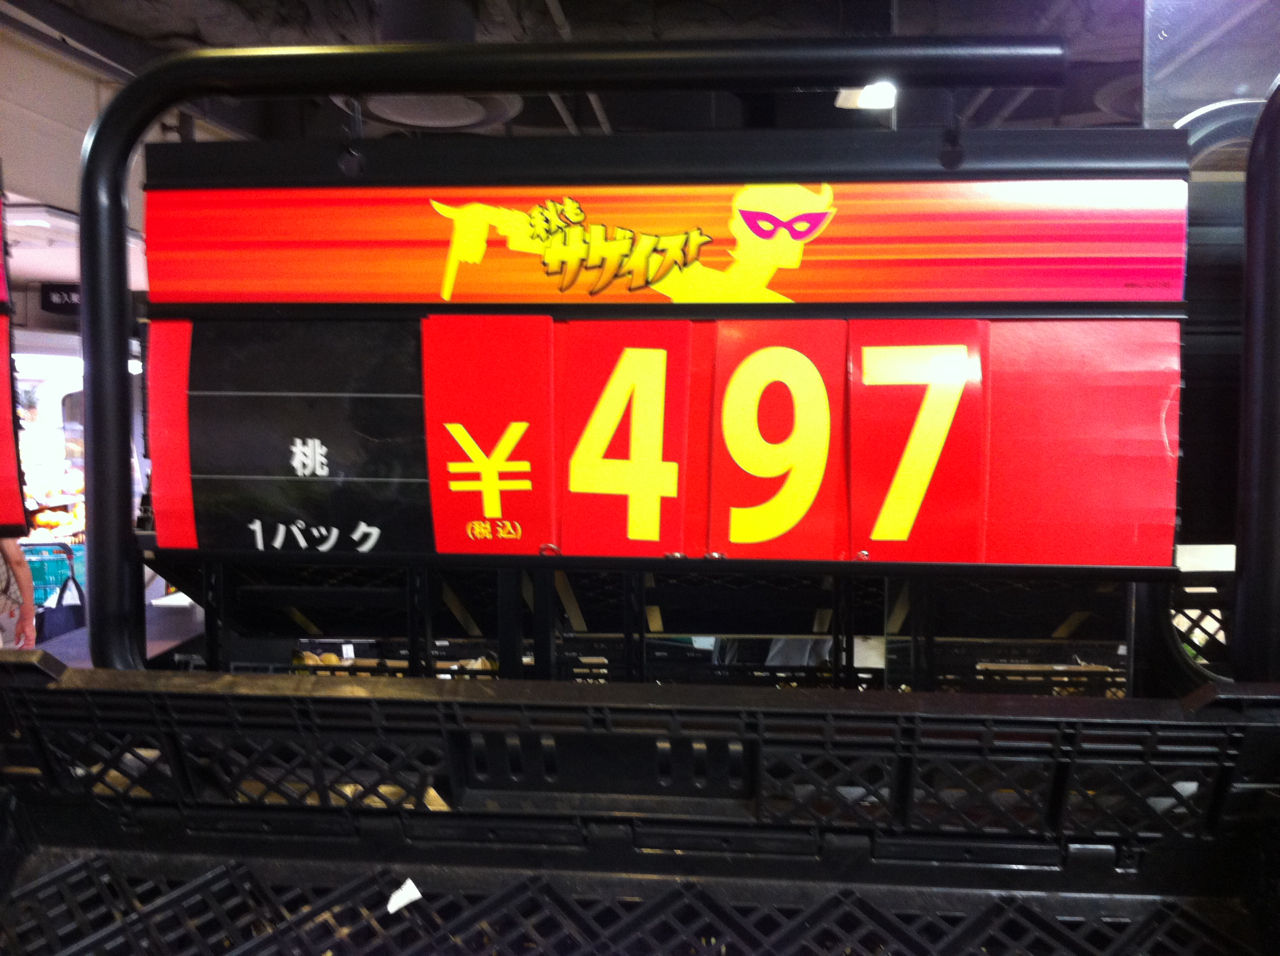 秋も
サゲイスト
桃
1パック
¥497
(税込)